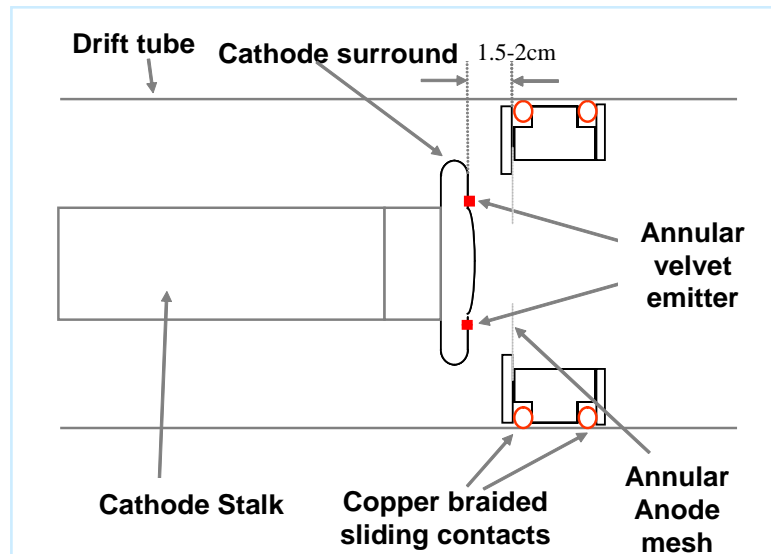 Drift tube
Cathode surround
1.5-2cm
Annular
velvet
emitter
Cathode Stalk
Copper braided
sliding contacts
Annular
Anode
mesh